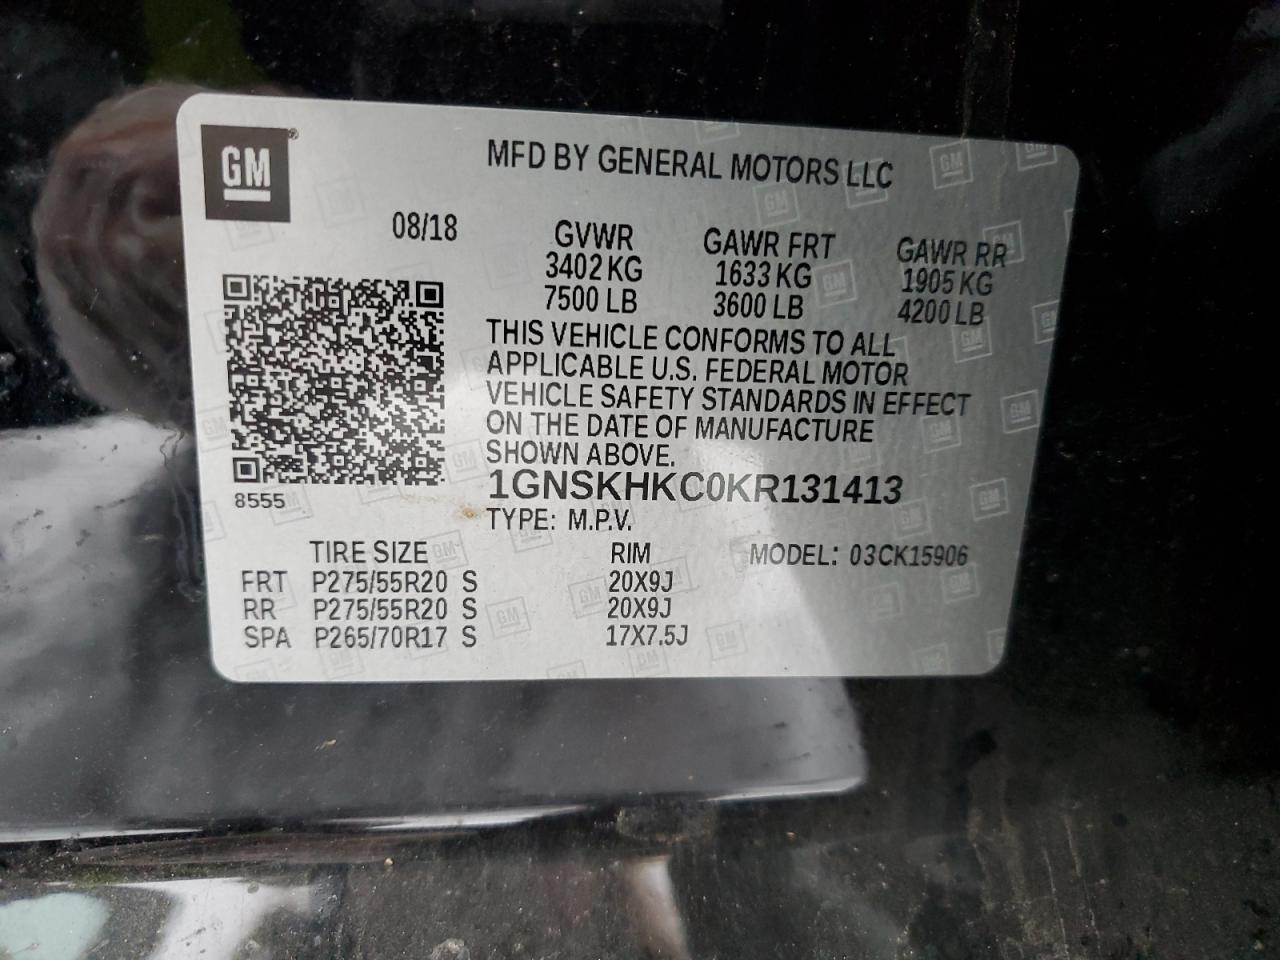 GM
MFD BY GENERAL MOTORS LLC
08/18
GVWR GAWR FRT GAWR RR
3402 KG 1633 KG 1905 KG
7500 LB 3600 LB 4200 LB
THIS VEHICLE CONFORMS TO ALL
APPLICABLE U.S. FEDERAL MOTOR
VEHICLE SAFETY STANDARDS IN EFFECT
ON THE DATE OF MANUFACTURE
SHOWN ABOVE.
8555
1GNSKHKC0KR131413
TYPE: M.P.V.
TIRE SIZE RIM MODEL: 03CK15906
FRT P275/55R20 S 20X9J
RR P275/55R20 S 20X9J
SPA P265/70R17 S 17X7.5J